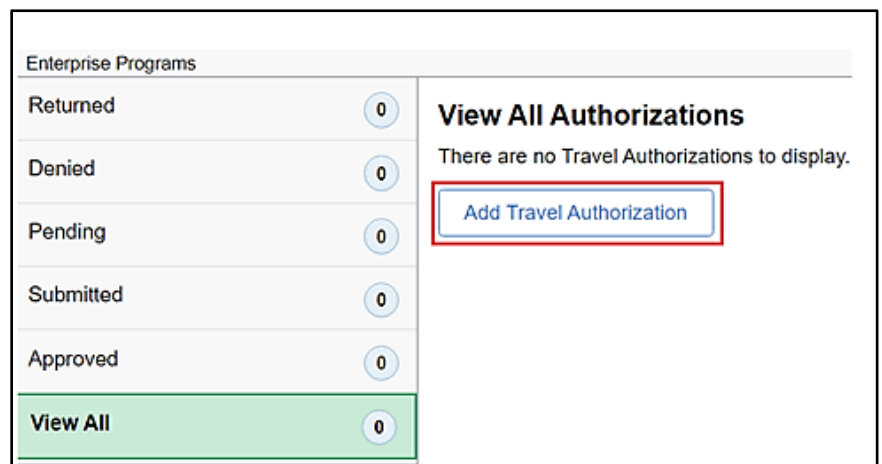 Enterprise Programs
Returned 0
Denied 0
Pending 0
Submitted 0
Approved 0
View All 0
View All Authorizations
There are no Travel Authorizations to display.
Add Travel Authorization